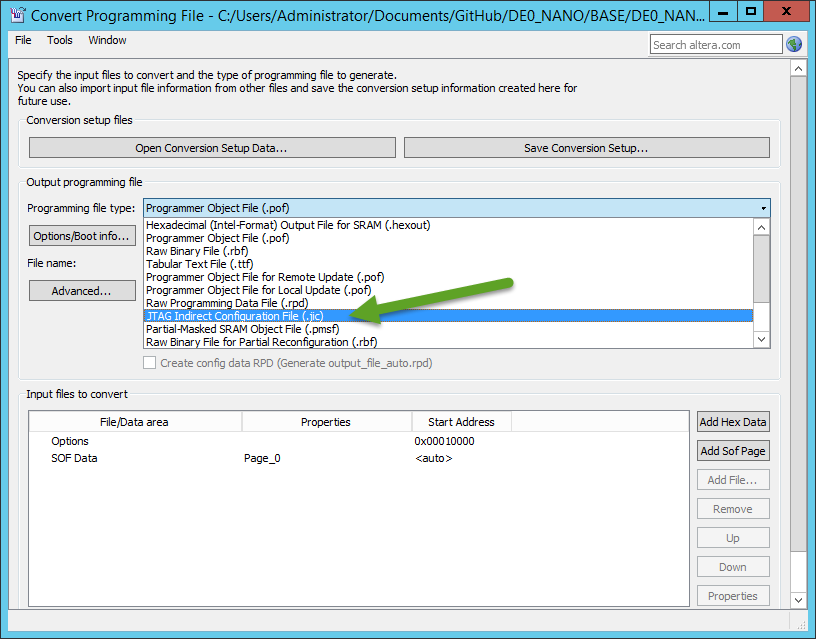 Convert Programming File - C:/Users/Administrator/Documents/GitHub/DE0_NANO/BASE/DE0_NAN...
File Tools Window
Search altera.com
Specify the input files to convert and the type of programming file to generate.
You can also import input file information from other files and save the conversion setup information created here for
future use.
Conversion setup files
Open Conversion Setup Data...
Save Conversion Setup...
Output programming file
Programming file type: Programmer Object File (.pof)
Hexadecimal (Intel-Format) Output File for SRAM (.hexout)
Programmer Object File (.pof)
Raw Binary File (.rbf)
Tabular Text File (.ttf)
Programmer Object File for Remote Update (.pof)
Programmer Object File for Local Update (.pof)
Raw Programming Data File (.rpd)
JTAG Indirect Configuration File (.jic)
Partial-Masked SRAM Object File (.pmsf)
Raw Binary File for Partial Reconfiguration (.rbf)
Options/Boot info...
File name:
Advanced...
Create config data RPD (Generate output_file_auto.rpd)
Input files to convert
File/Data area Properties Start Address
Options 0x00010000
SOF Data Page_0 <auto>
Add Hex Data
Add Sof Page
Add File...
Remove
Up
Down
Properties